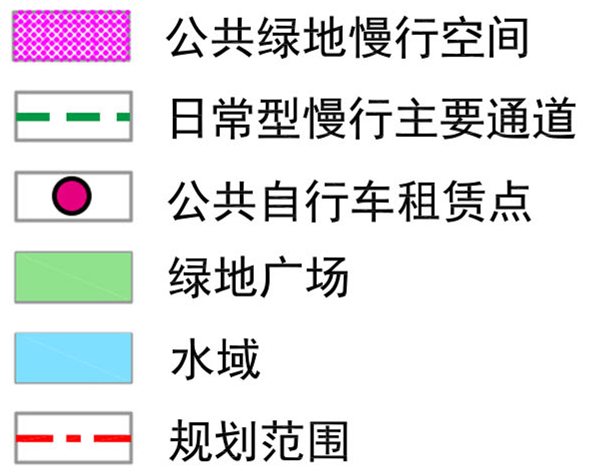 公共绿地慢行空间
日常型慢行主要通道
公共自行车租赁点
绿地广场
水域
规划范围